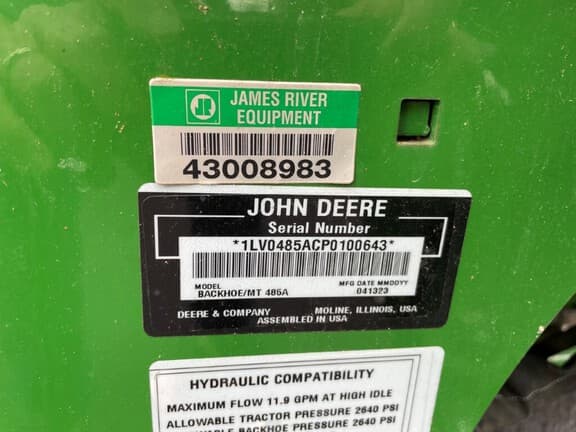 JR
JAMES RIVER
EQUIPMENT
43008983
JOHN DEERE
Serial Number
*1LV0485ACP0100643*
MODEL
BACKHOE/MT 485A
MFG DATE MMDDYY
041323
DEERE & COMPANY MOLINE, ILLINOIS, USA
ASSEMBLED IN USA
HYDRAULIC COMPATIBILITY
MAXIMUM FLOW 11.9 GPM AT HIGH IDLE
ALLOWABLE TRACTOR PRESSURE 2640 PSI
BACKHOE PRESSURE 2640 PSI